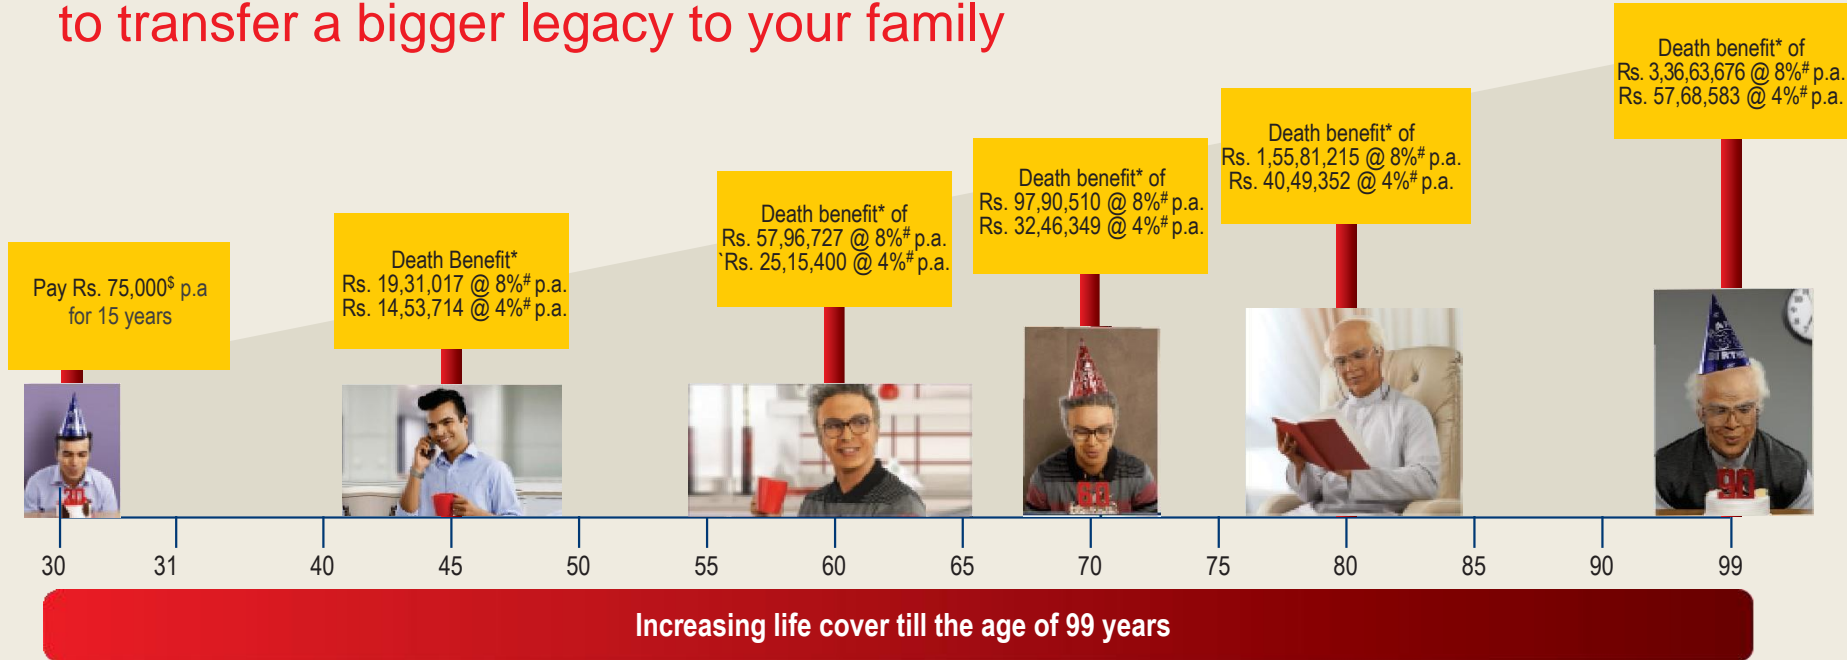 to transfer a bigger legacy to your family
Death benefit* of
Rs. 3,36,63,676 @ 8%# p.a.
Rs. 57,68,583 @ 4%# p.a.
Death benefit* of
Rs. 1,55,81,215 @ 8%# p.a.
Rs. 40,49,352 @ 4%# p.a.
Death benefit* of
Rs. 97,90,510 @ 8%# p.a.
Rs. 32,46,349 @ 4%# p.a.
Death benefit* of
Rs. 57,96,727 @ 8%# p.a.
`Rs. 25,15,400 @ 4%# p.a.
Death Benefit*
Rs. 19,31,017 @ 8%# p.a.
Rs. 14,53,714 @ 4%# p.a.
Pay Rs. 75,000$ p.a
for 15 years
30
60
90
30 31 40 45 50 55 60 65 70 75 80 85 90 99
Increasing life cover till the age of 99 years